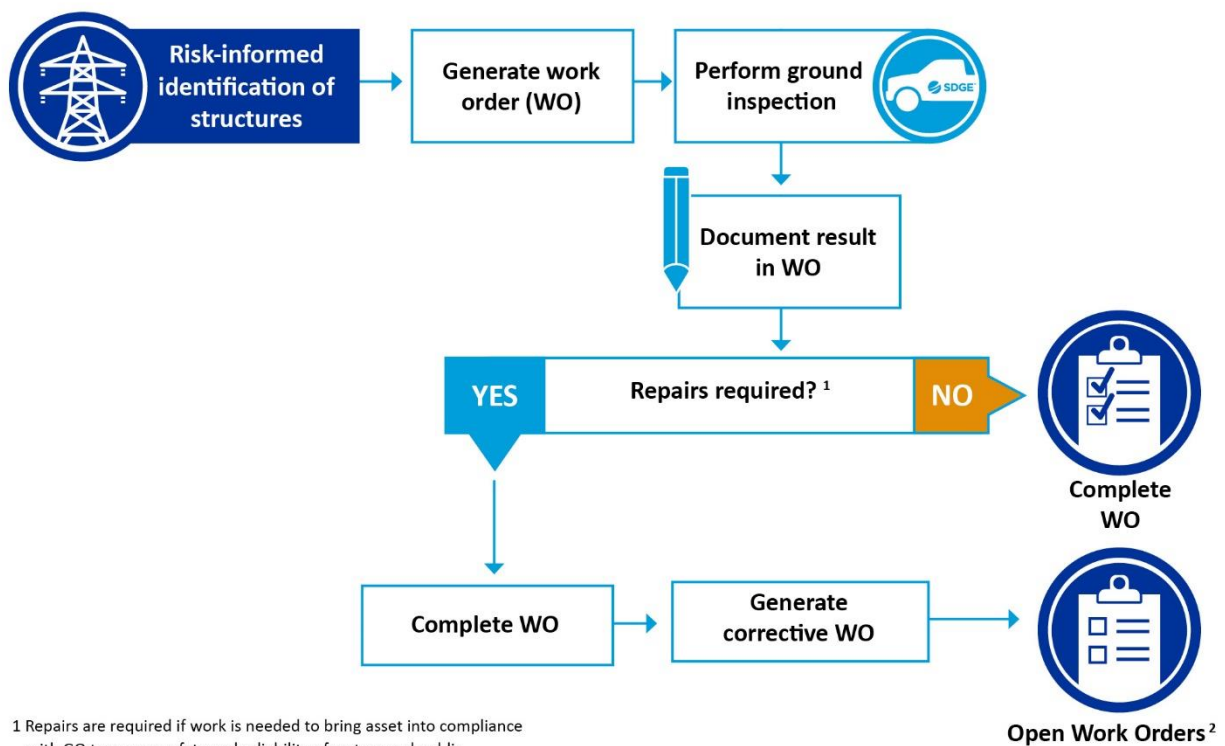 Risk-informed
identification of
structures
Generate work
order (WO)
Perform ground
inspection
SDGE
Document result
in WO
YES
Repairs required? 1
NO
Complete
WO
Complete WO
Generate
corrective WO
Open Work Orders 2
1 Repairs are required if work is needed to bring asset into compliance